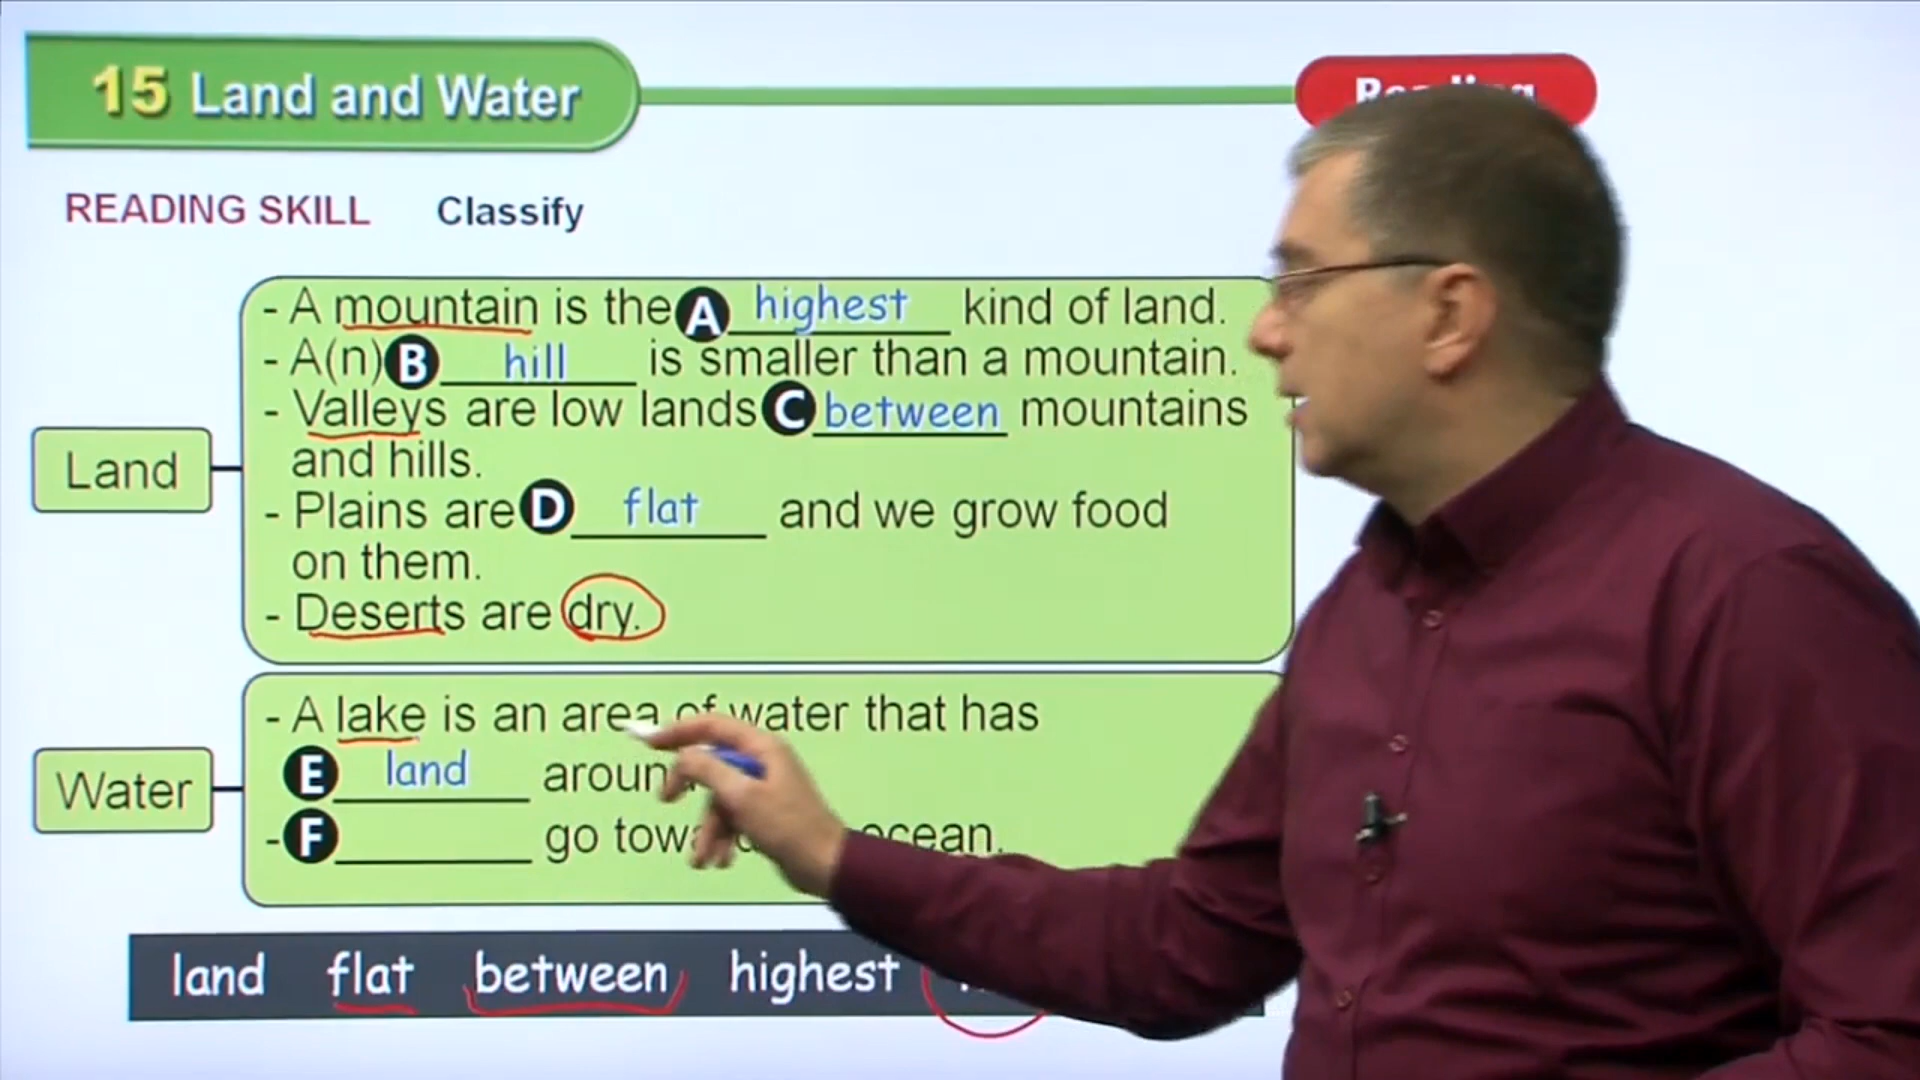 15 Land and Water
READING SKILL Classify
Land
- A mountain is the A highest kind of land.
- A(n) B hill is smaller than a mountain.
- Valleys are low lands C between mountains
and hills.
- Plains are D flat and we grow food
on them.
- Deserts are dry.
Water
- A lake is an area of water that has
E land
- F go ocean.
land flat between highest